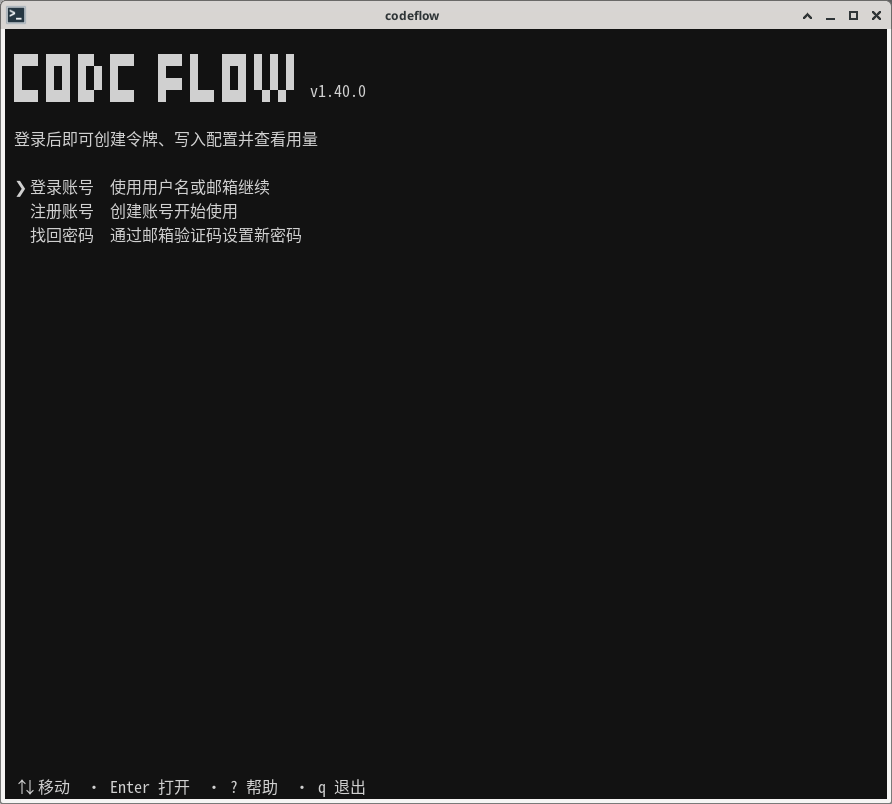 codeflow
CODC FLOW v1.40.0
登录后即可创建令牌、写入配置并查看用量
❯ 登录账号 使用用户名或邮箱继续
注册账号 创建账号开始使用
找回密码 通过邮箱验证码设置新密码
↑↓ 移动 · Enter 打开 · ? 帮助 · q 退出